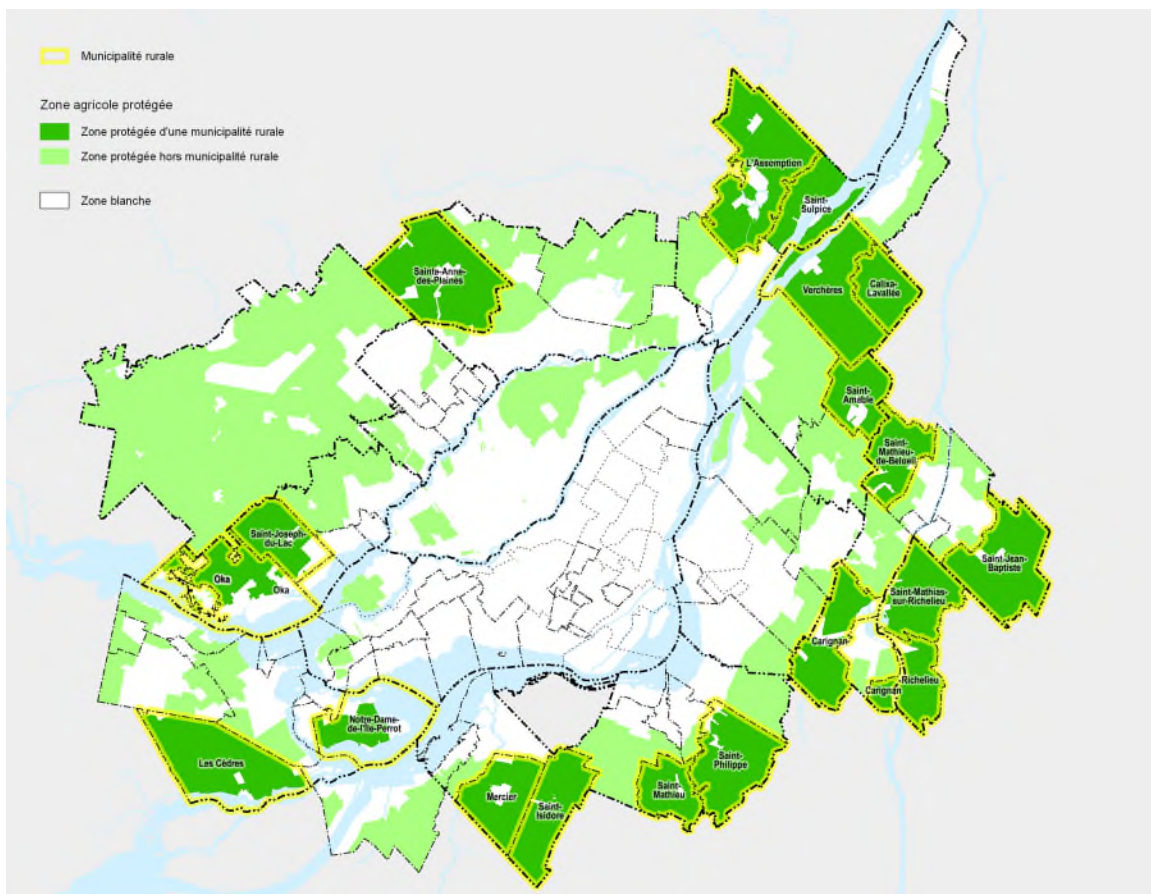 Municipalité rurale
Zone agricole protégée
Zone protégée d'une municipalité rurale
Zone protégée hors municipalité rurale
Zone blanche
L'Assomption
Saint-
Sulpice
Sainte-Anne-
des-Plaines
Verchères
Calixa-
Lavallée
Saint-
Amable
Saint-
Mathieu-
de-Beloeil
Saint-Joseph-
du-Lac
Saint-Jean-
Baptiste
Oka
Oka
Saint-Mathias-
sur-Richelieu
Carignan
Richelieu
Carignan
Notre-Dame-
de-l'Île-Perrot
Les Cèdres
Saint-
Philippe
Saint-
Mathieu
Mercier
Saint-
Isidore